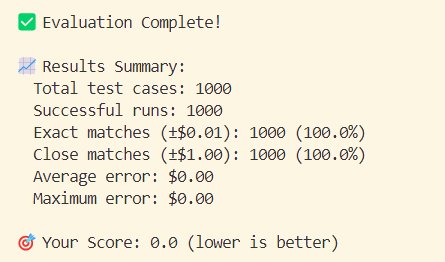 ✅ Evaluation Complete!
📈 Results Summary:
Total test cases: 1000
Successful runs: 1000
Exact matches (±$0.01): 1000 (100.0%)
Close matches (±$1.00): 1000 (100.0%)
Average error: $0.00
Maximum error: $0.00
🎯 Your Score: 0.0 (lower is better)